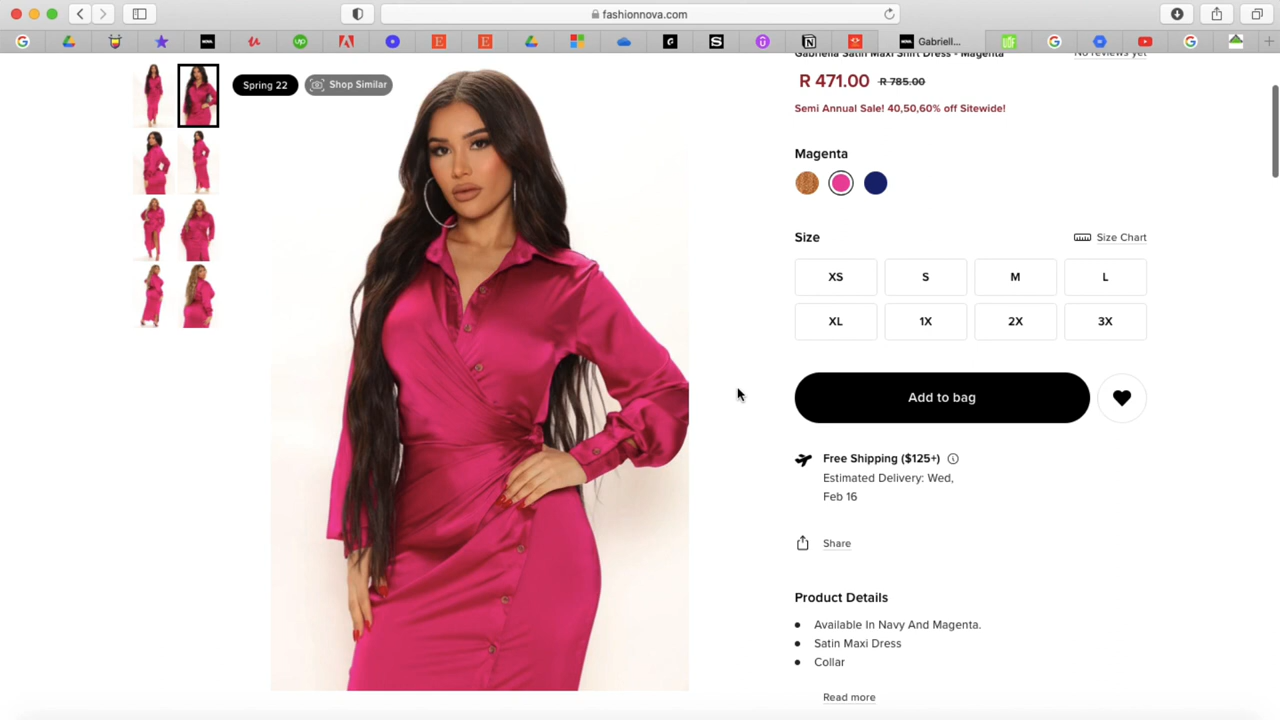 fashionnova.com
Gabriell...
Gabriella Satin Maxi Shirt Dress - Magenta
No reviews yet
Spring 22
Shop Similar
R 471.00 R 785.00
Semi Annual Sale! 40,50,60% off Sitewide!
Magenta
Size
Size Chart
XS S M L
XL 1X 2X 3X
Add to bag
Free Shipping ($125+)
Estimated Delivery: Wed,
Feb 16
Share
Product Details
Available In Navy And Magenta.
Satin Maxi Dress
Collar
Read more